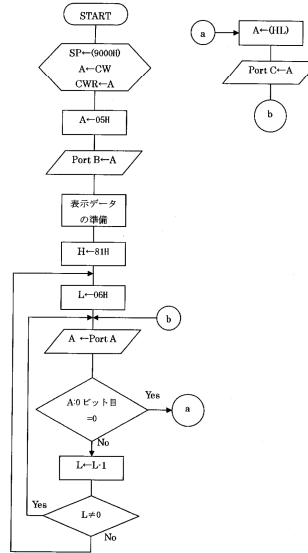 START
SP←(9000H)
A←CW
CWR←A
A←05H
Port B←A
表示データ
の準備
H←81H
L←06H
b
A ←Port A
A:0 ビット目
=0
Yes
a
No
L←L-1
Yes
L≠0
No
a
A←(HL)
Port C←A
b